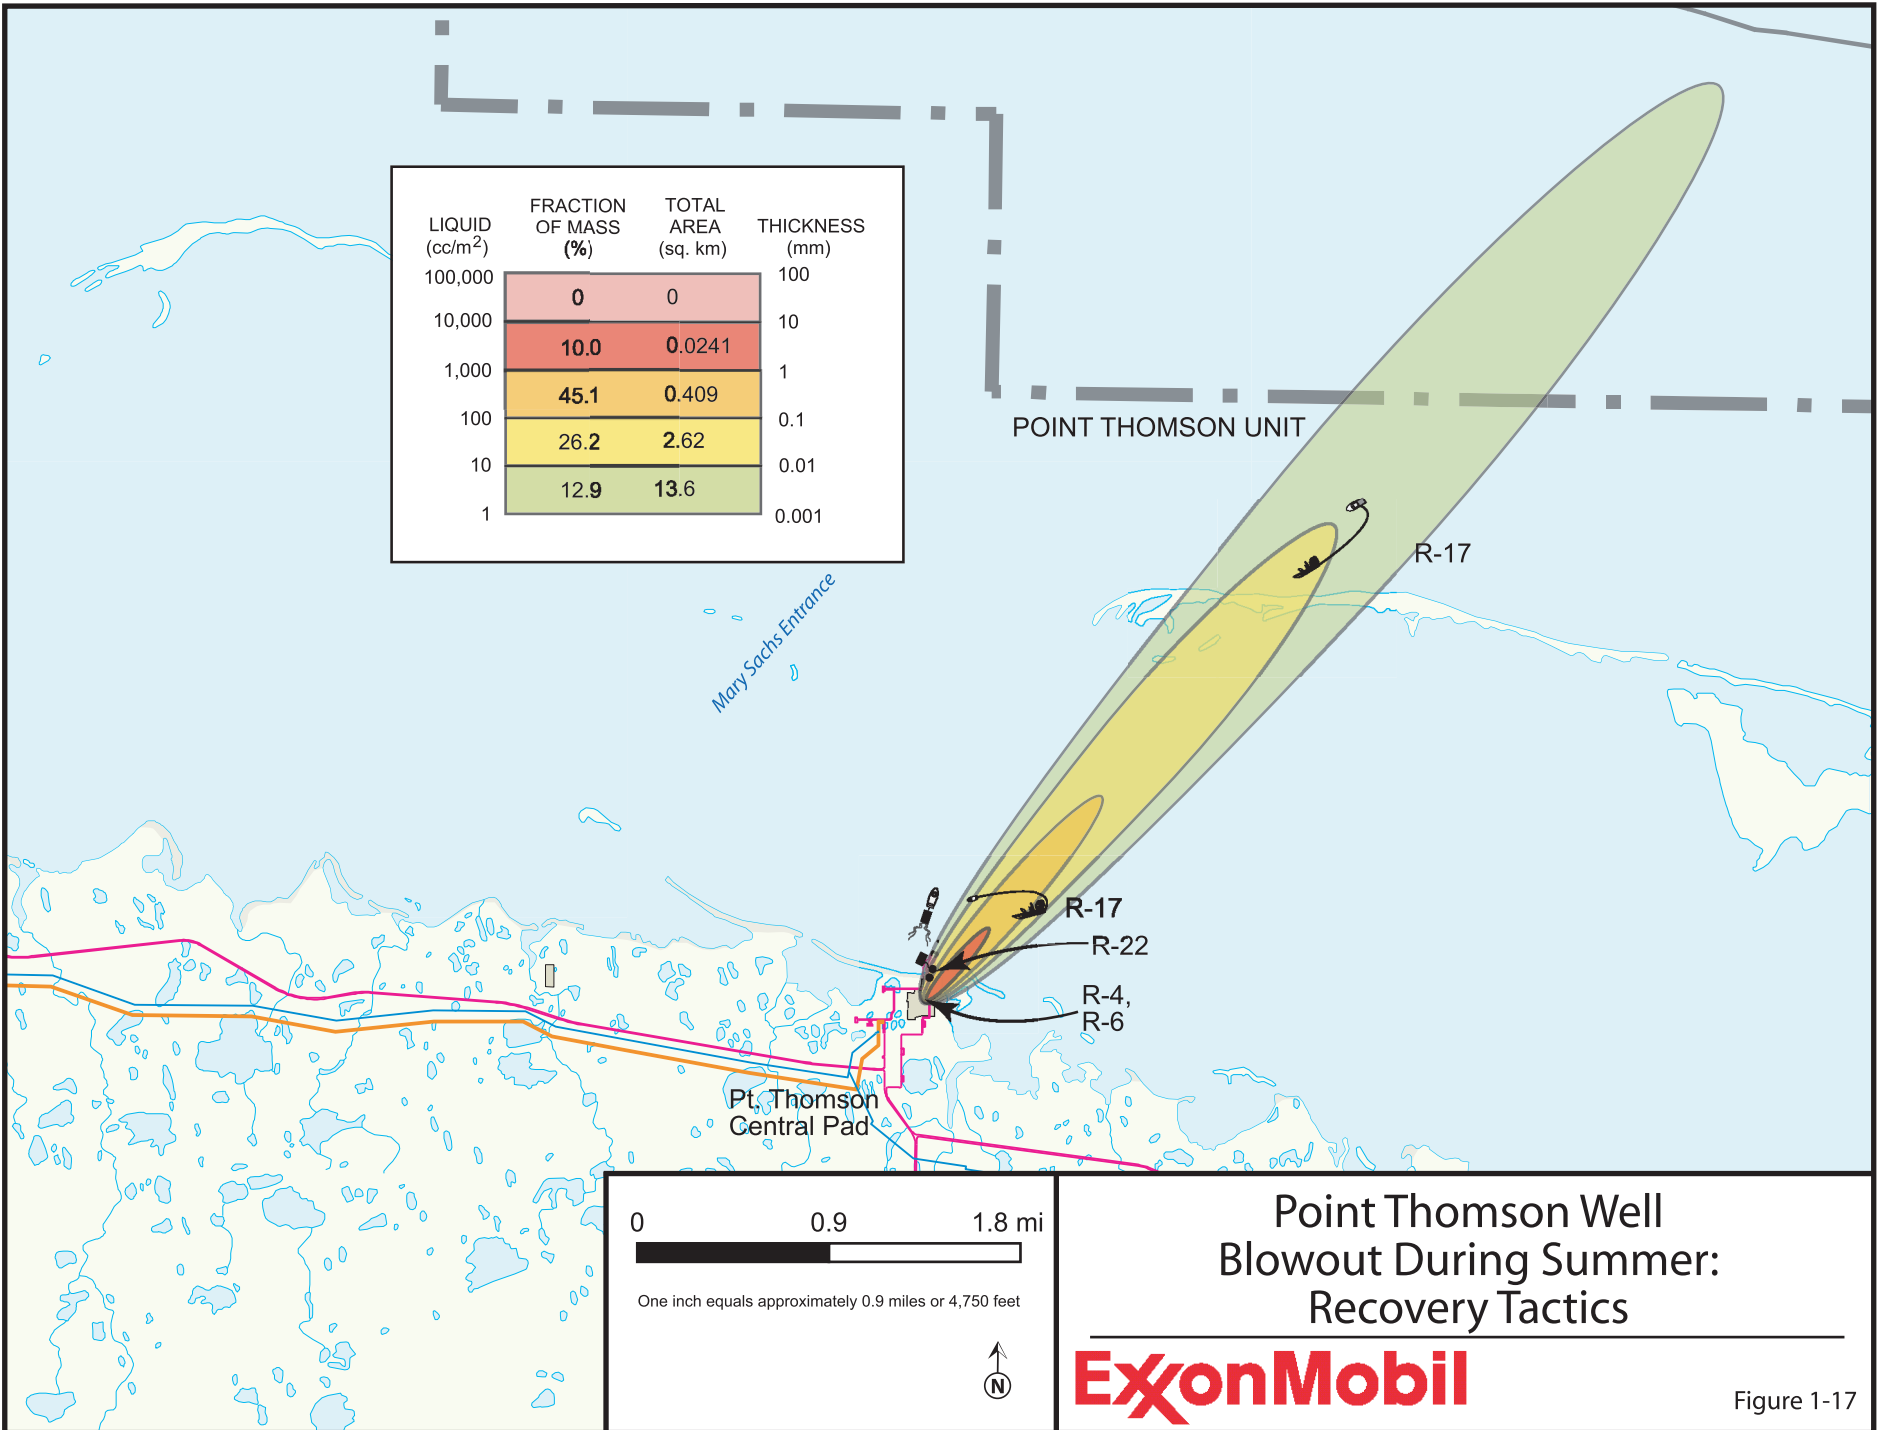 LIQUID
(cc/m2)
FRACTION
OF MASS
(%)
TOTAL
AREA
(sq. km)
THICKNESS
(mm)
100,000
100
0 0
10,000
10
10.0 0.0241
1,000
1
45.1 0.409
100
0.1
26.2 2.62
10
0.01
12.9 13.6
1
0.001
POINT THOMSON UNIT
R-17
Mary Sachs Entrance
R-17
R-22
R-4,
R-6
Pt. Thomson
Central Pad
0 0.9 1.8 mi
One inch equals approximately 0.9 miles or 4,750 feet
N
Point Thomson Well
Blowout During Summer:
Recovery Tactics
ExxonMobil
Figure 1-17